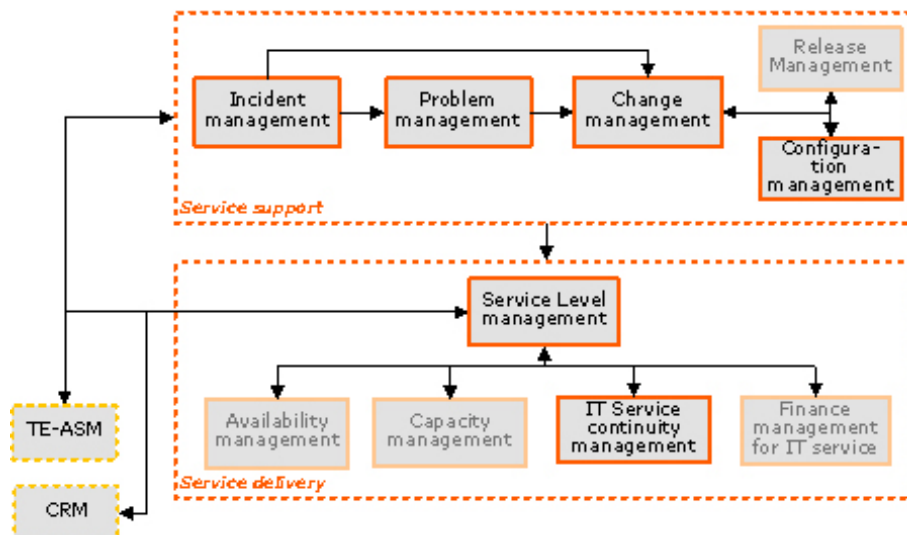 Release
Management
Incident
management
Problem
management
Change
management
Configura-
tion
management
Service support
Service Level
management
Availability
management
Capacity
management
IT Service
continuity
management
Finance
management
for IT service
Service delivery
TE-ASM
CRM